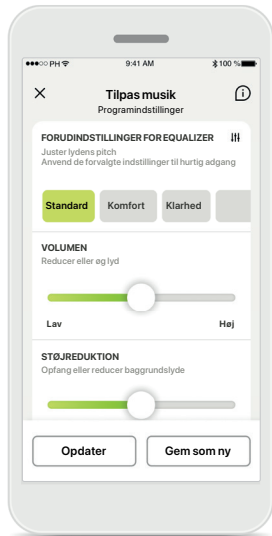 PH 9:41 AM 100 %
Tilpas musik
Programindstillinger
FORUDINDSTILLINGER FOR EQUALIZER
Juster lydens pitch
Anvend de forvalgte indstillinger til hurtig adgang
Standard Komfort Klarhed
VOLUMEN
Reducer eller øg lyd
Lav Høj
STØJREDUKTION
Opfang eller reducer baggrundslyde
Opdater Gem som ny